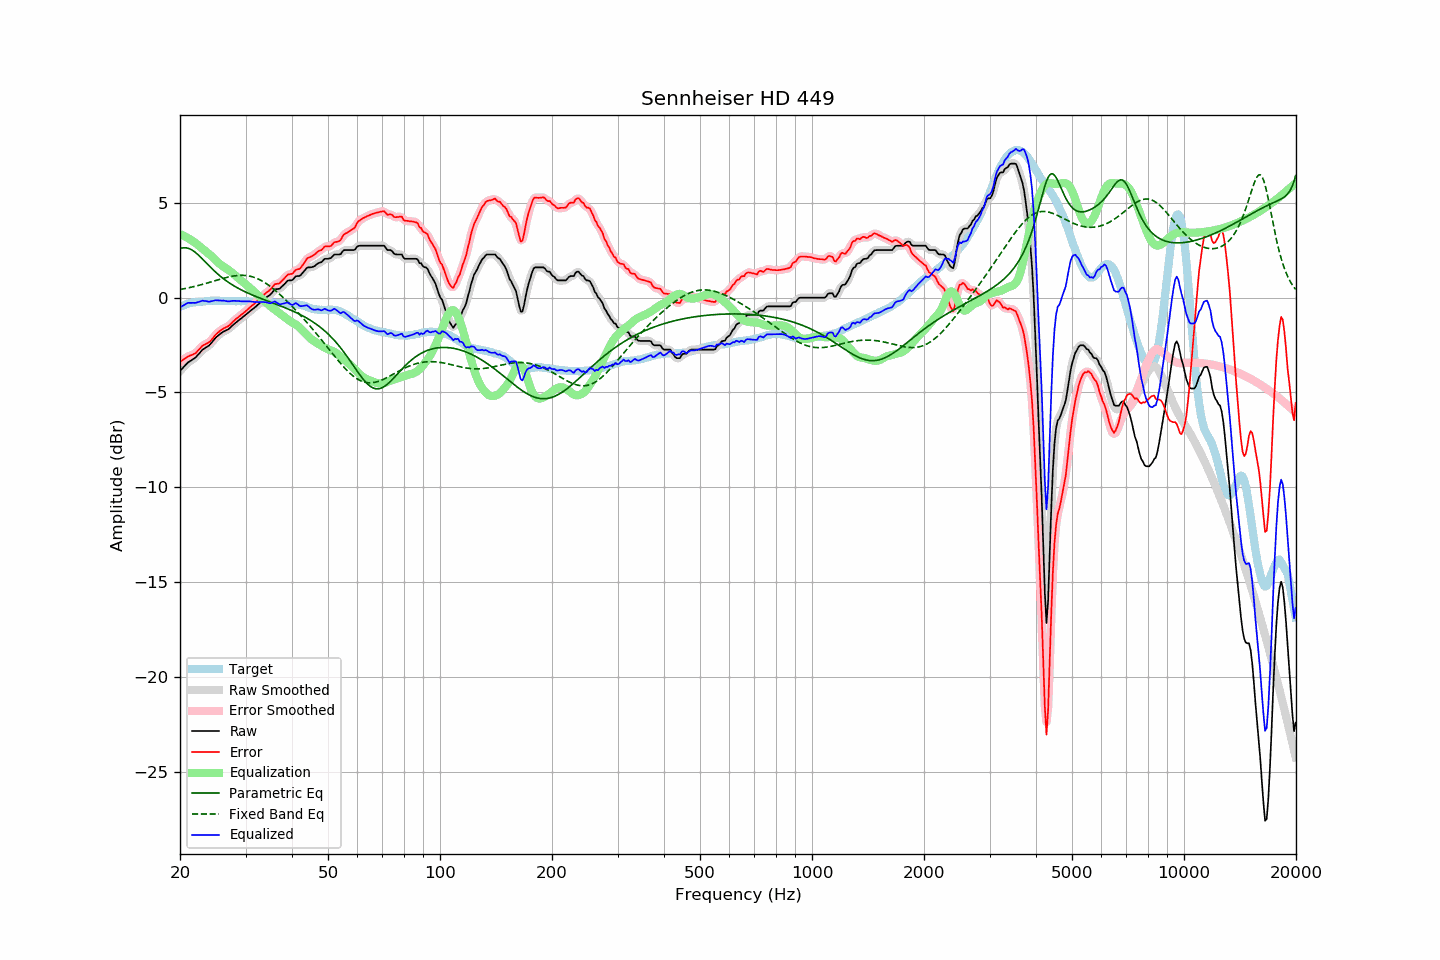 Sennheiser HD 449
Amplitude (dBr)
5
0
−5
−10
−15
−20
−25
Target
Raw Smoothed
Error Smoothed
Raw
Error
Equalization
Parametric Eq
Fixed Band Eq
Equalized
20
50
100
200
500
1000
2000
5000
10000
20000
Frequency (Hz)